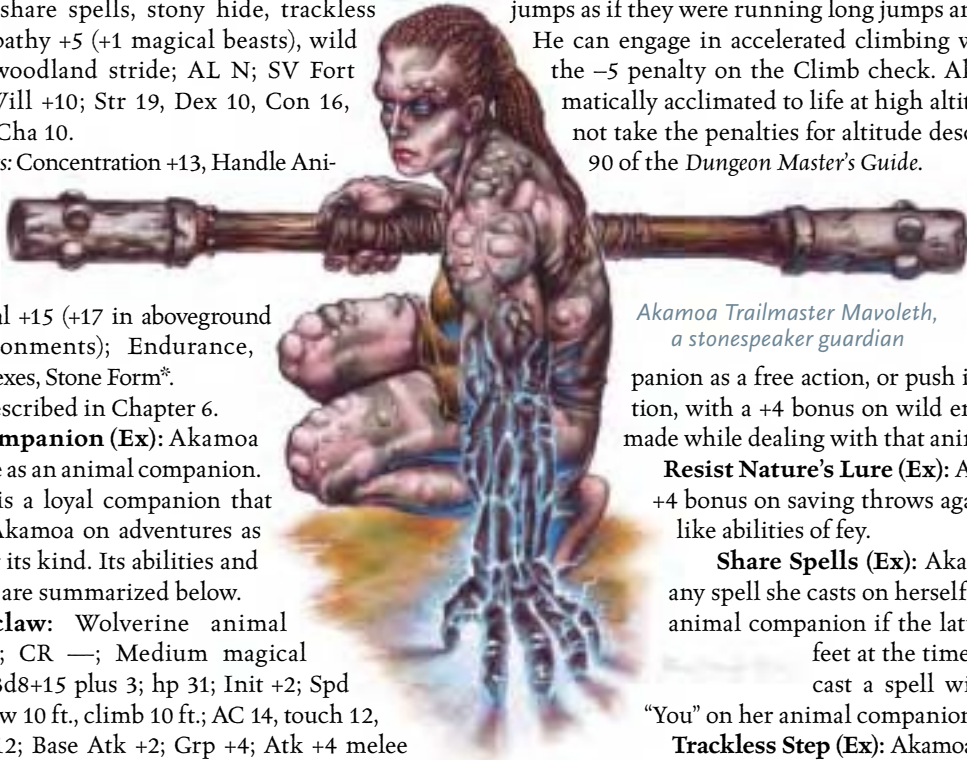 share spells, stony hide, trackless
pathy +5 (+1 magical beasts), wild
woodland stride; AL N; SV Fort
Will +10; Str 19, Dex 10, Con 16,
Cha 10.
s: Concentration +13, Handle Ani-
al +15 (+17 in aboveground
onments); Endurance,
exes, Stone Form*.
escribed in Chapter 6.
mpanion (Ex): Akamoa
e as an animal companion.
is a loyal companion that
Akamoa on adventures as
r its kind. Its abilities and
are summarized below.
claw: Wolverine animal
; CR —; Medium magical
3d8+15 plus 3; hp 31; Init +2; Spd
w 10 ft., climb 10 ft.; AC 14, touch 12,
12; Base Atk +2; Grp +4; Atk +4 melee
jumps as if they were running long jumps an
He can engage in accelerated climbing w
the –5 penalty on the Climb check. Al
matically acclimated to life at high altit
not take the penalties for altitude desc
90 of the Dungeon Master's Guide.
Akamoa Trailmaster Mavoleth,
a stonespeaker guardian
panion as a free action, or push i
tion, with a +4 bonus on wild em
made while dealing with that anim
Resist Nature's Lure (Ex): A
+4 bonus on saving throws aga
like abilities of fey.
Share Spells (Ex): Aka
any spell she casts on herself
animal companion if the latt
feet at the time
cast a spell wi
“You” on her animal companion
Trackless Step (Ex): Akamoa